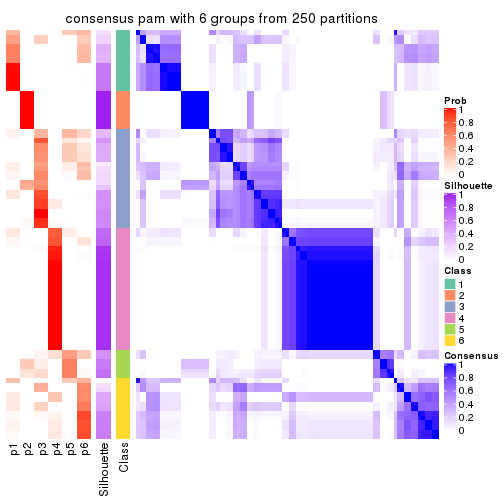 consensus pam with 6 groups from 250 partitions
Prob
1
0.8
0.6
0.4
0.2
0
Silhouette
1
0.8
0.6
0.4
0.2
0
Class
1
2
3
4
5
6
Consensus
1
0.8
0.6
0.4
0.2
0
p1
p2
p3
p4
p5
p6
Silhouette
Class